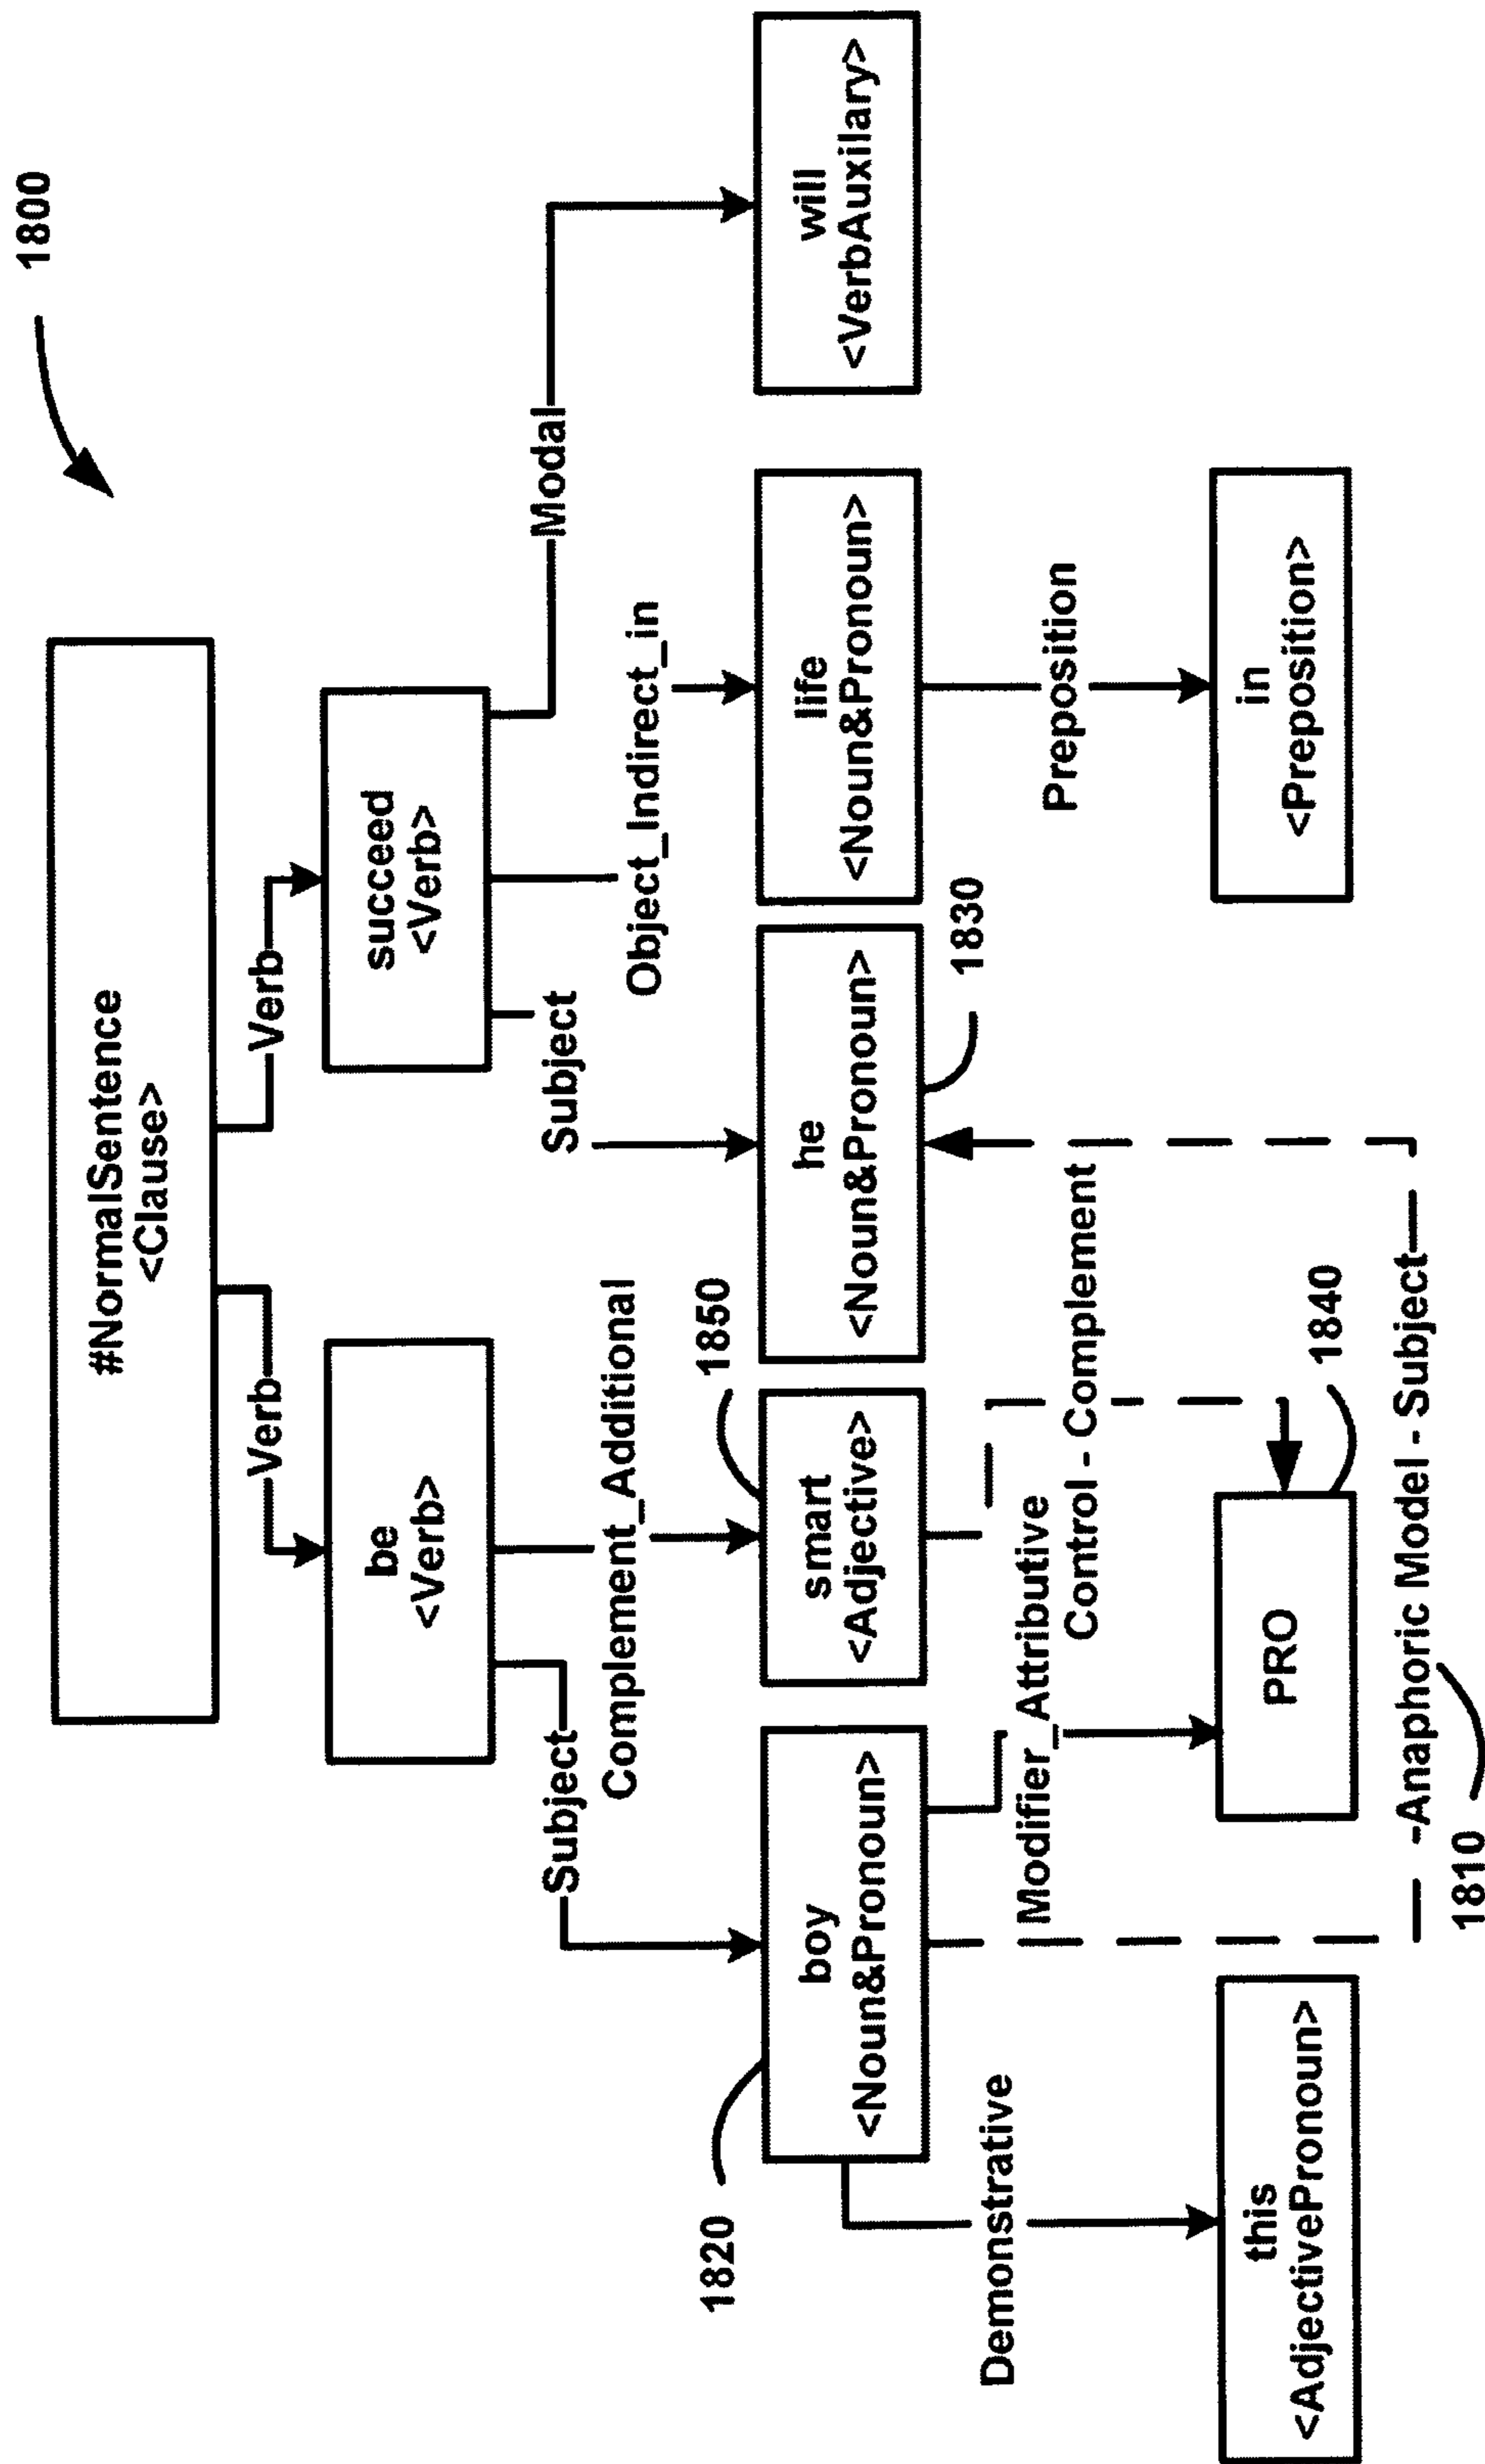 1800
#NormalSentence
<Clause>
Verb
Verb
be
<Verb>
succeed
<Verb>
Subject
Complement_Additional
Subject
Object_Indirect_in
Modal
1820
boy
<Noun&Pronoun>
1850
smart
<Adjective>
he
<Noun&Pronoun>
1830
life
<Noun&Pronoun>
will
<VerbAuxilary>
Demonstrative
Modifier_Attributive
Control - Complement
Preposition
this
<AdjectivePronoun>
PRO
1840
in
<Preposition>
Anaphoric Model - Subject
1810